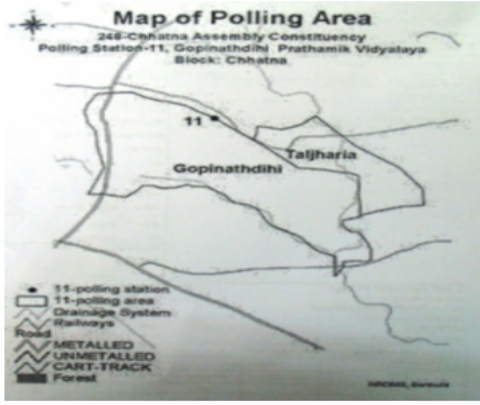 Map of Polling Area
248-Chhatna Assembly Constituency
Polling Station-11, Gopinathdihi Prathamik Vidyalaya
Block: Chhatna
11
Taljharia
Gopinathdihi
11-polling station
11-polling area
Drainage System
Railways
Road
METALLED
UNMETALLED
CART-TRACK
Forest